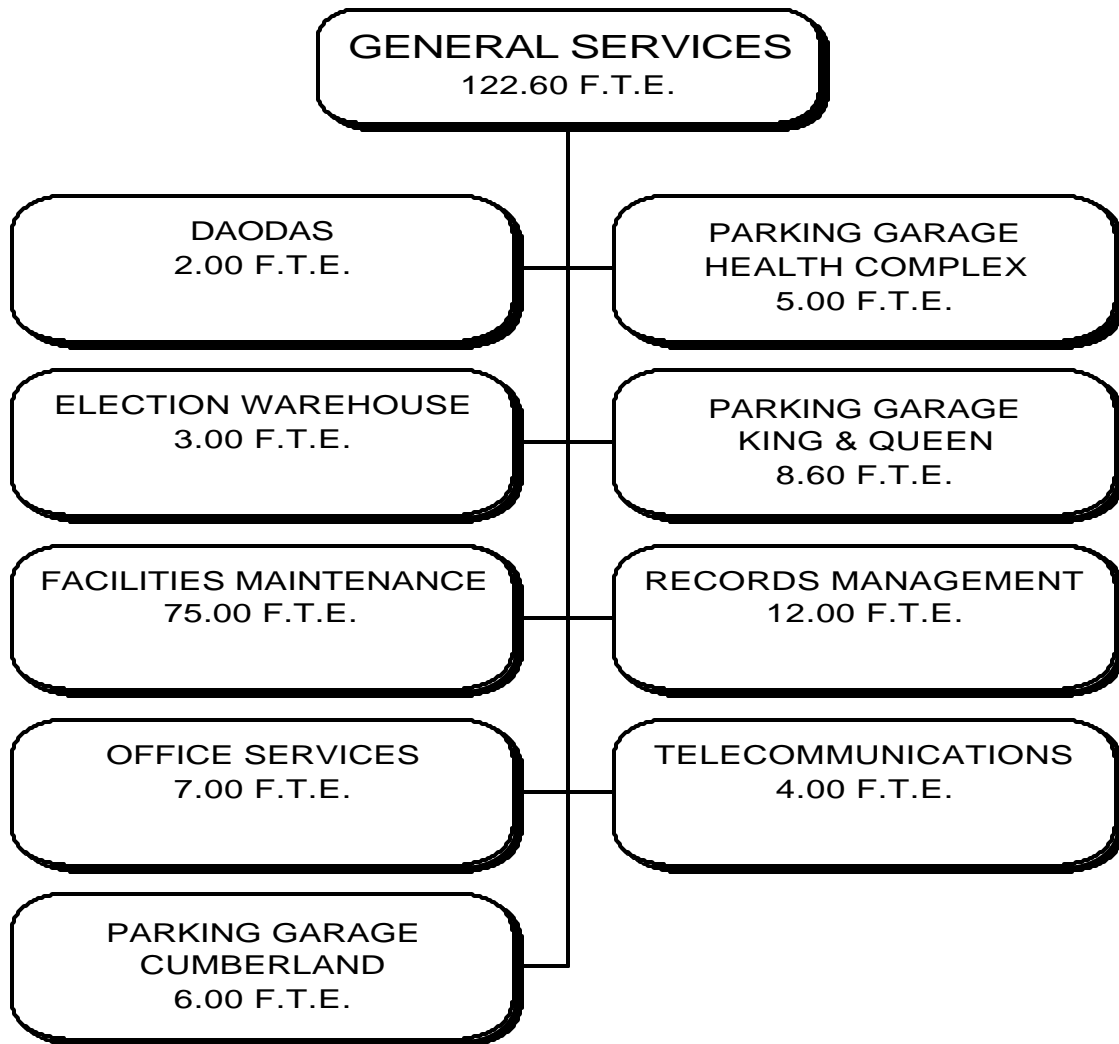 GENERAL SERVICES
122.60 F.T.E.
DAODAS
2.00 F.T.E.
PARKING GARAGE
HEALTH COMPLEX
5.00 F.T.E.
ELECTION WAREHOUSE
3.00 F.T.E.
PARKING GARAGE
KING & QUEEN
8.60 F.T.E.
FACILITIES MAINTENANCE
75.00 F.T.E.
RECORDS MANAGEMENT
12.00 F.T.E.
OFFICE SERVICES
7.00 F.T.E.
TELECOMMUNICATIONS
4.00 F.T.E.
PARKING GARAGE
CUMBERLAND
6.00 F.T.E.